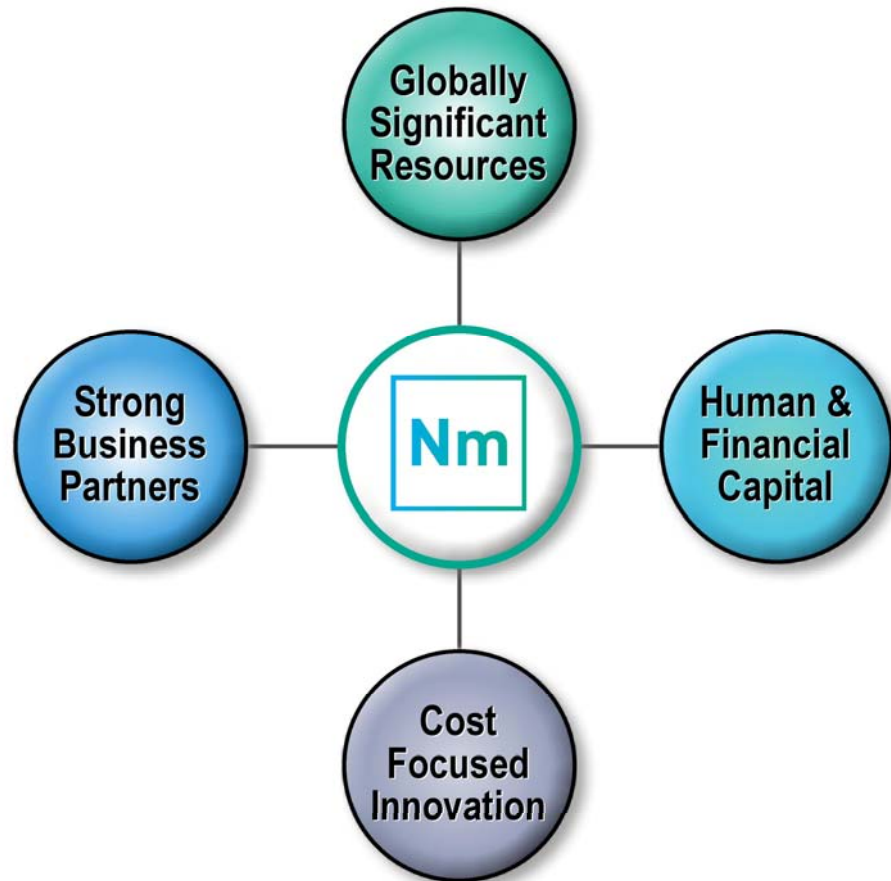 Globally
Significant
Resources
Strong
Business
Partners
Nm
Human &
Financial
Capital
Cost
Focused
Innovation